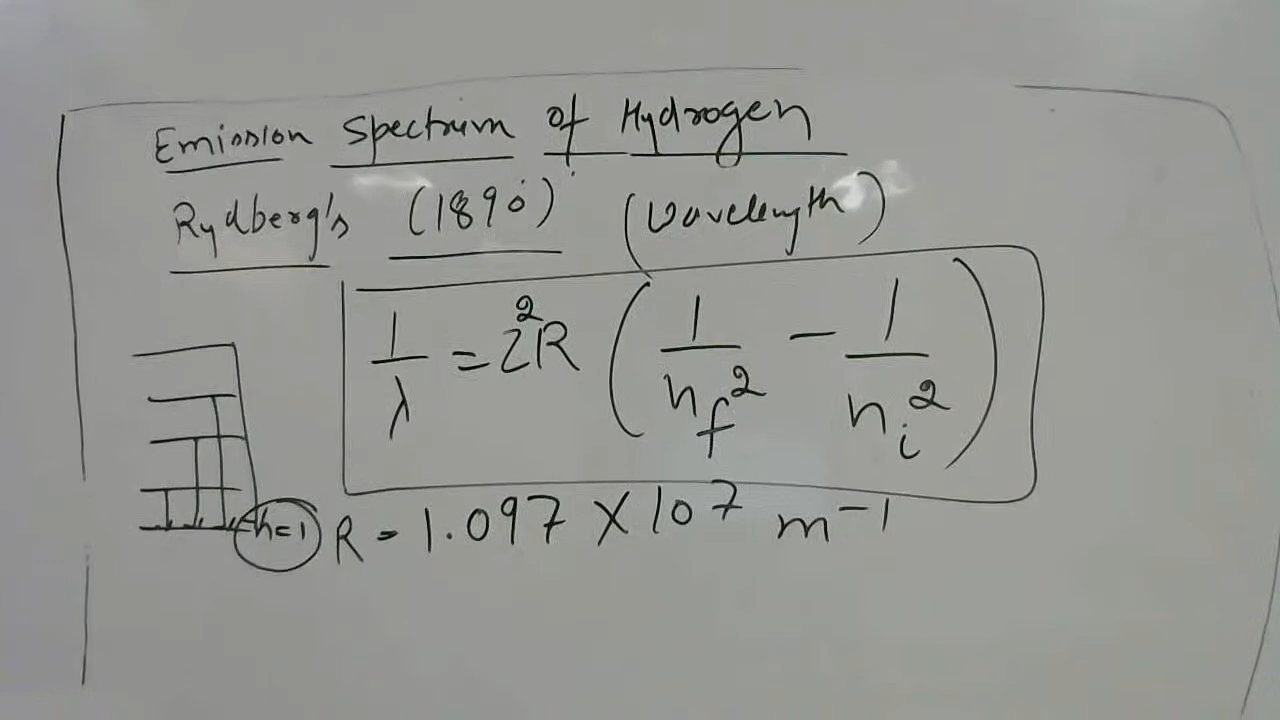 Emission Spectrum of Hydrogen
Rydberg's (1890) (Wavelength)
1/λ = Z²R (1/n_f² − 1/n_i²)
n=1
R = 1.097 × 10⁷ m⁻¹